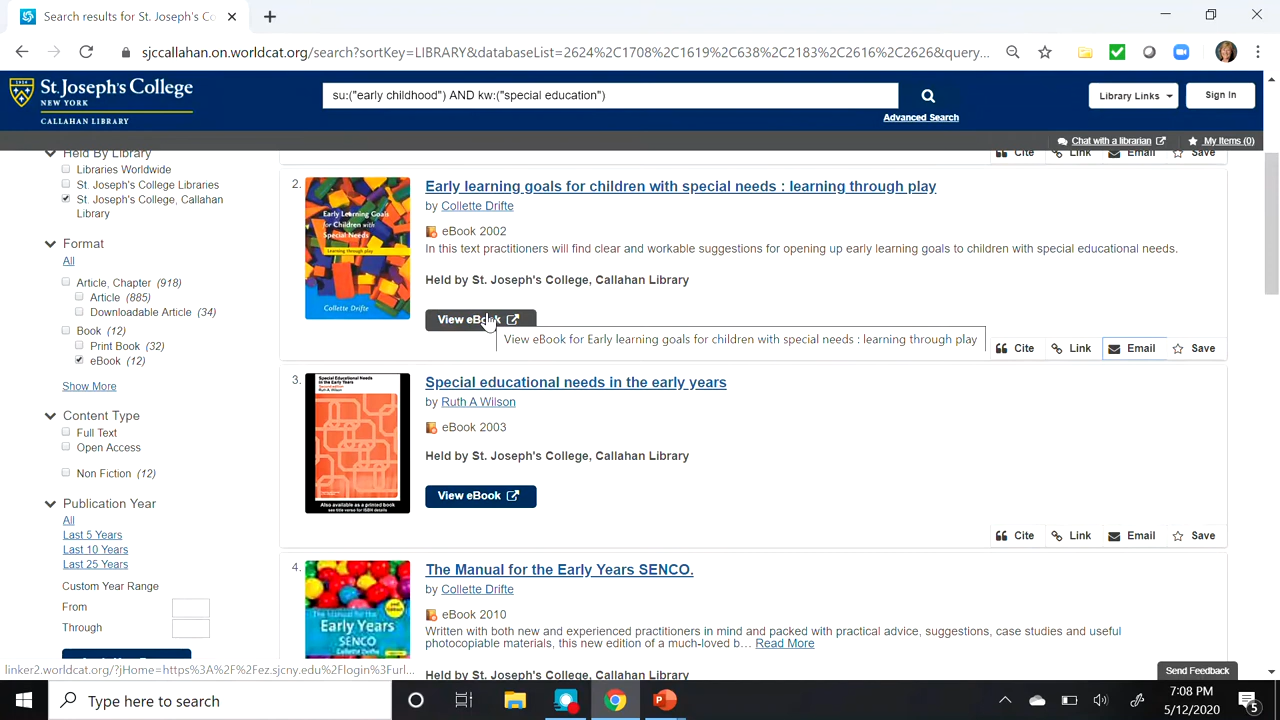 Search results for St. Joseph's Co
sjccallahan.on.worldcat.org/search?sortKey=LIBRARY&databaseList=2624%2C1708%2C1619%2C638%2C2183%2C2616%2C2626&query...
St. Joseph's College
NEW YORK
CALLAHAN LIBRARY
su:("early childhood") AND kw:("special education")
Advanced Search
Library Links
Sign In
Chat with a librarian
My Items (0)
Held By Library
Libraries Worldwide
St. Joseph's College Libraries
St. Joseph's College, Callahan
Library
Format
All
Article, Chapter (918)
Article (885)
Downloadable Article (34)
Book (12)
Print Book (32)
eBook (12)
Show More
Content Type
Full Text
Open Access
Non Fiction (12)
Publication Year
All
Last 5 Years
Last 10 Years
Last 25 Years
Custom Year Range
From
Through
Cite Link Email Save
2.
Early Learning Goals
for Children with
Special Needs
Learning through play
Collette Drifte
Early learning goals for children with special needs : learning through play
by Collette Drifte
eBook 2002
In this text practitioners will find clear and workable suggestions for opening up early learning goals to children with special educational needs.
Held by St. Joseph's College, Callahan Library
View eBook
View eBook for Early learning goals for children with special needs : learning through play
Cite Link Email Save
3.
Special Educational Needs
in the Early Years
Ruth A. Wilson
Also available as a printed book
see title verso for ISBN details
Special educational needs in the early years
by Ruth A Wilson
eBook 2003
Held by St. Joseph's College, Callahan Library
View eBook
Cite Link Email Save
4.
The Manual for the
Early Years
SENCO
Collette Drifte
The Manual for the Early Years SENCO.
by Collette Drifte
eBook 2010
Written with both new and experienced practitioners in mind and packed with practical advice, suggestions, case studies and useful
photocopiable materials, this new edition of a much-loved b... Read More
Held by St. Joseph's College, Callahan Library
Send Feedback
linker2.worldcat.org/?jHome=https%3A%2F%2Fez.sjcny.edu%2Flogin%3Furl...
Type here to search
7:08 PM
5/12/2020
5